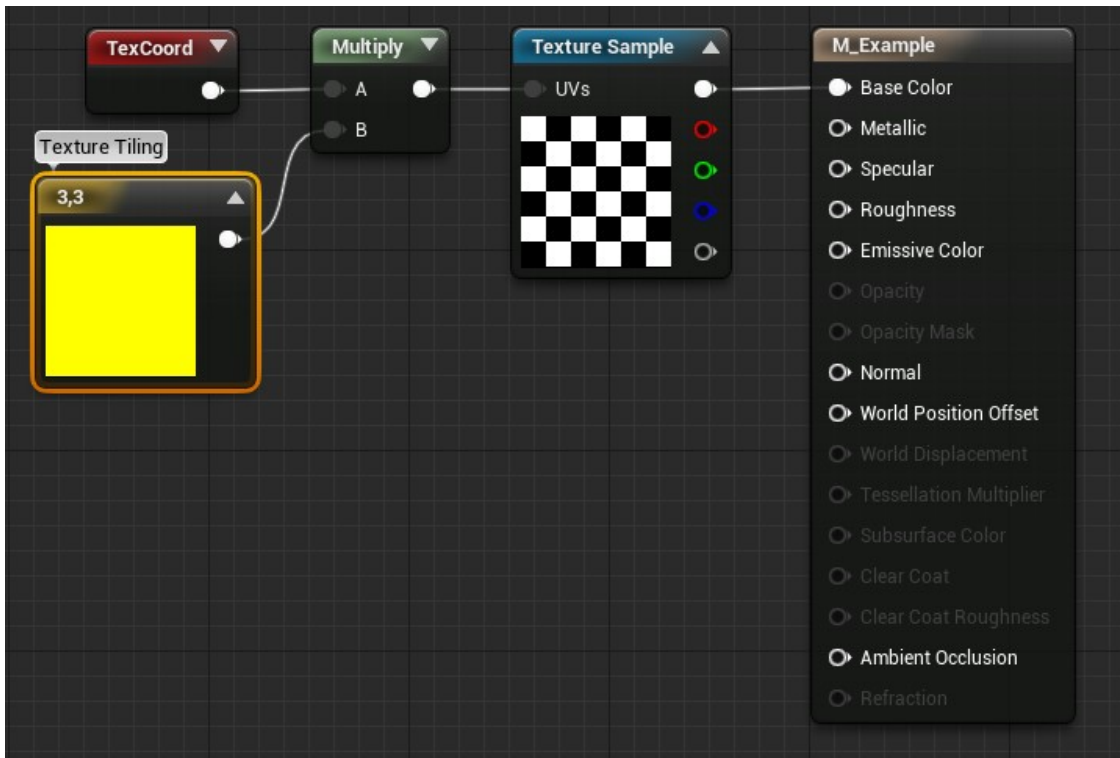 TexCoord
Multiply
A
B
Texture Tiling
3,3
Texture Sample
UVs
M_Example
Base Color
Metallic
Specular
Roughness
Emissive Color
Opacity
Opacity Mask
Normal
World Position Offset
World Displacement
Tessellation Multiplier
Subsurface Color
Clear Coat
Clear Coat Roughness
Ambient Occlusion
Refraction